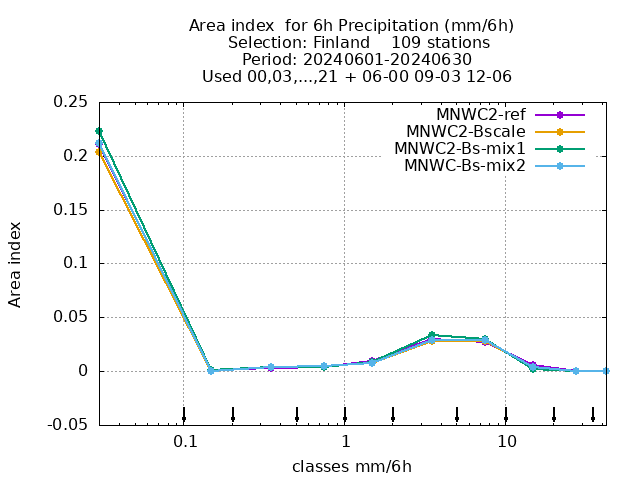 Area index  for 6h Precipitation (mm/6h)
Selection: Finland    109 stations
Period: 20240601-20240630
Used 00,03,...,21 + 06-00 09-03 12-06
MNWC2-ref
MNWC2-Bscale
MNWC2-Bs-mix1
MNWC-Bs-mix2
0.25
0.2
0.15
0.1
0.05
0
-0.05
Area index
0.1 1 10
classes mm/6h